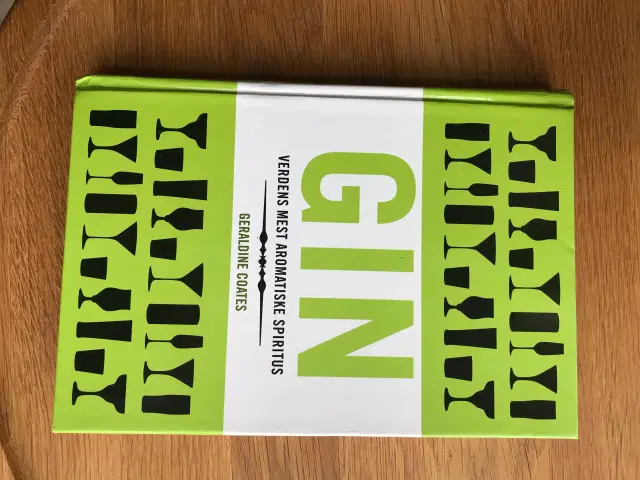 GIN
VERDENS MEST AROMATISKE SPIRITUS
GERALDINE COATES